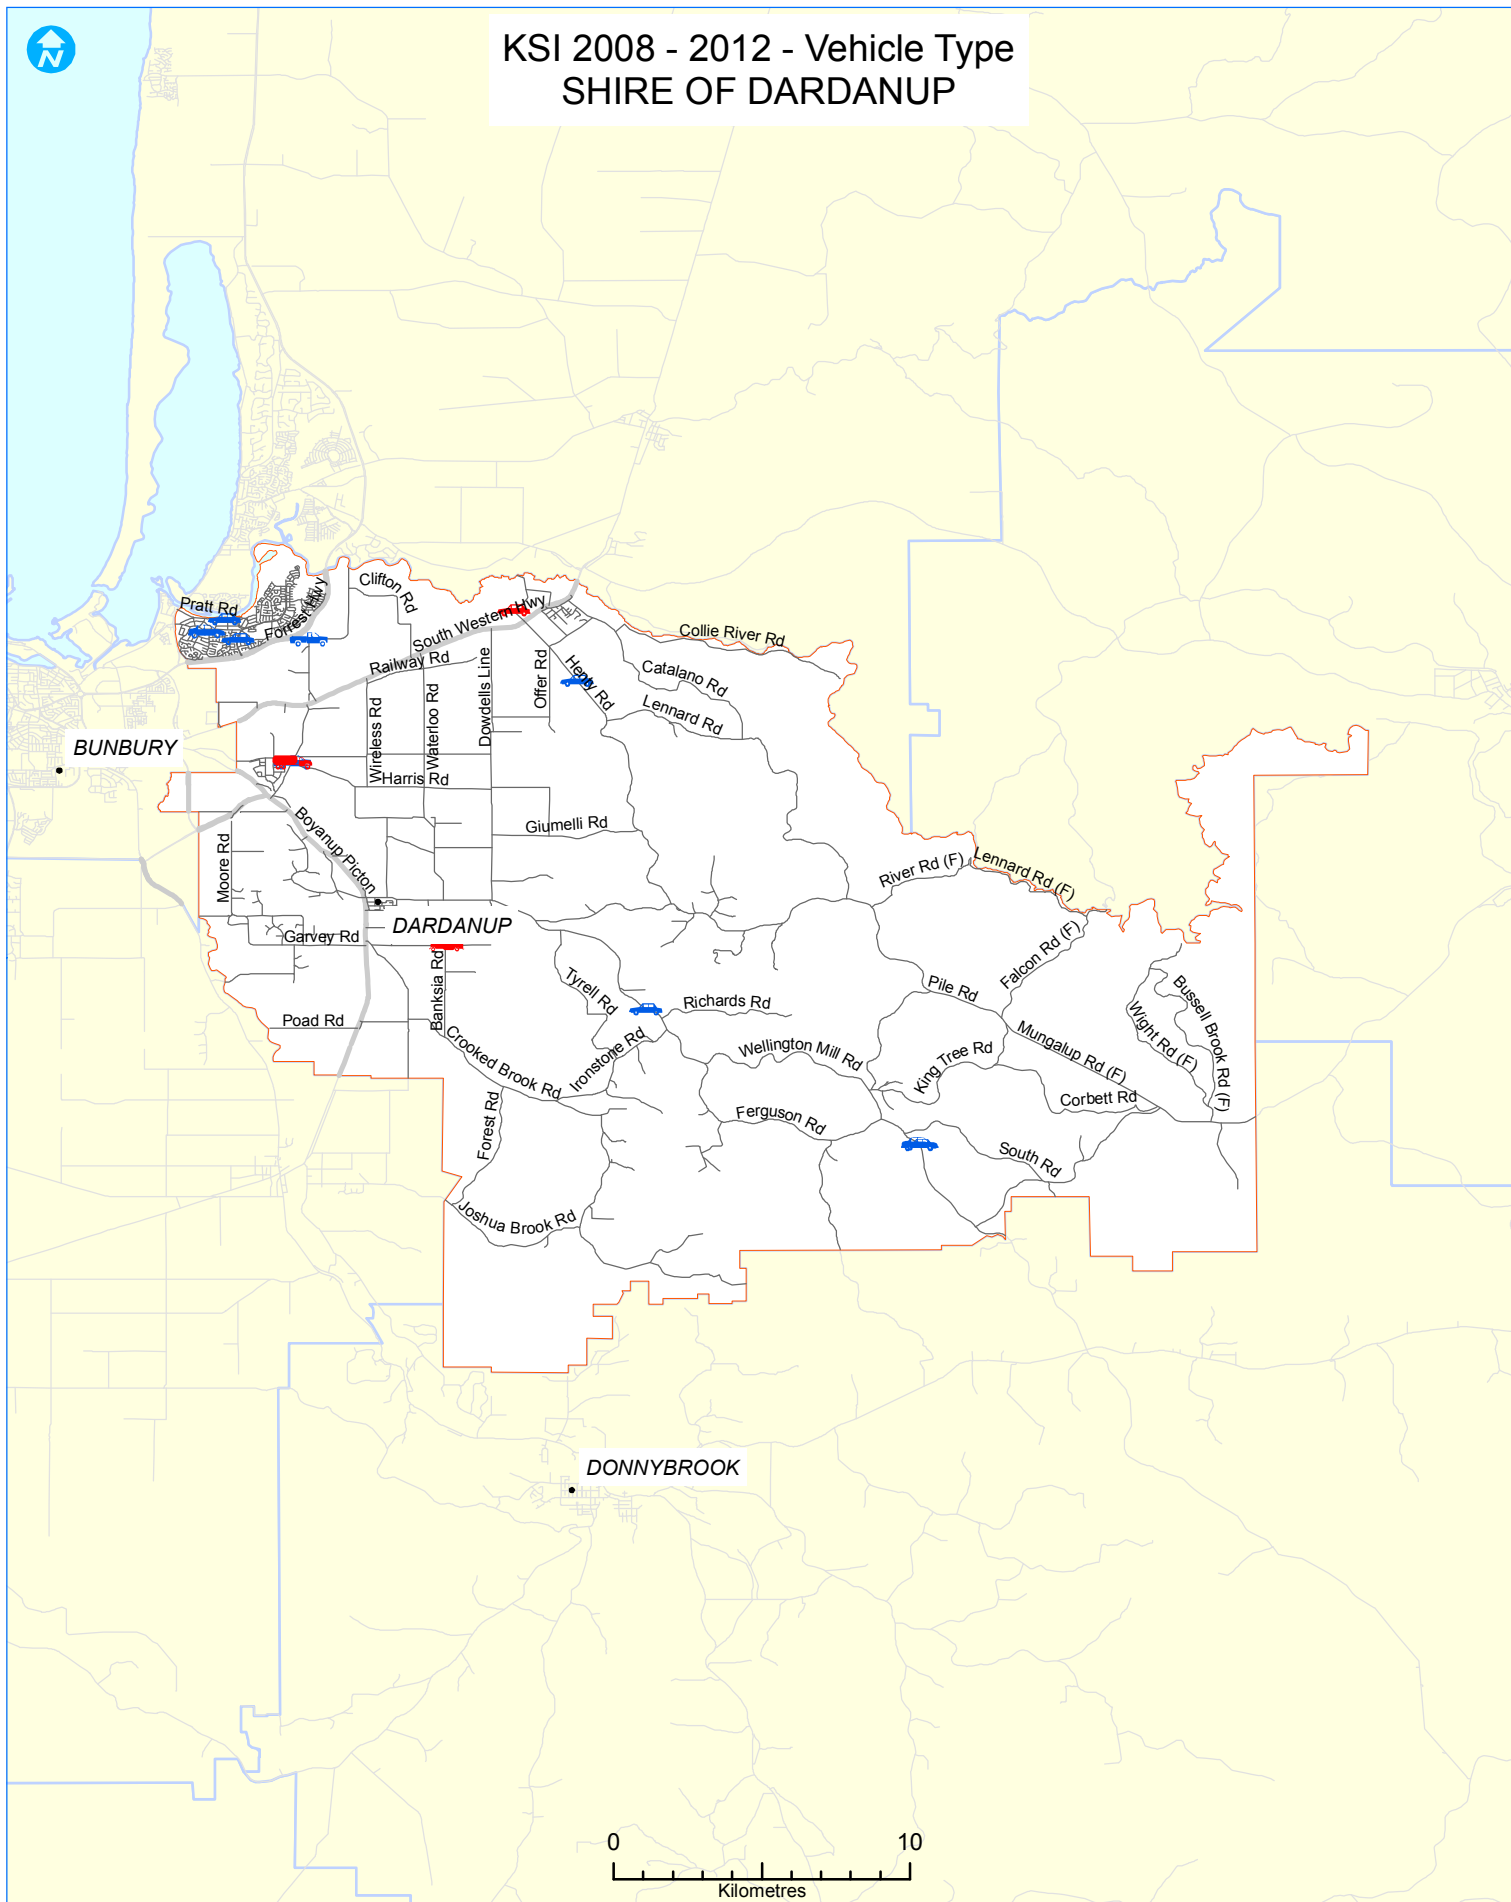 N
KSI 2008 - 2012 - Vehicle Type
SHIRE OF DARDANUP
Pratt Rd
Forrest Hwy
Clifton Rd
South Western Hwy
Railway Rd
Collie River Rd
Catalano Rd
Henty Rd
Lennard Rd
Offer Rd
Dowdells Line
Waterloo Rd
Wireless Rd
BUNBURY
Harris Rd
Giumelli Rd
Boyanup Picton
Moore Rd
River Rd (F)
Lennard Rd (F)
DARDANUP
Garvey Rd
Falcon Rd (F)
Banksia Rd
Tyrell Rd
Richards Rd
Pile Rd
Bussell Brook Rd (F)
Wight Rd (F)
Poad Rd
Crooked Brook Rd
Ironstone Rd
Wellington Mill Rd
King Tree Rd
Mungalup Rd (F)
Corbett Rd
Forest Rd
Ferguson Rd
South Rd
Joshua Brook Rd
DONNYBROOK
0
10
Kilometres